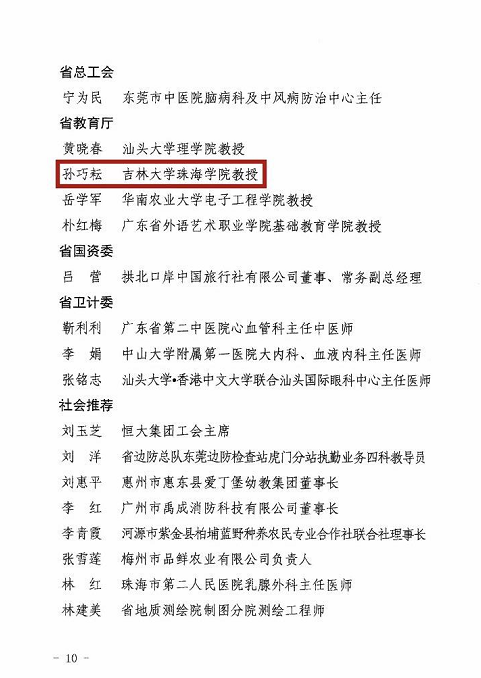 省总工会
宁为民 东莞市中医院脑病科及中风病防治中心主任
省教育厅
黄晓春 汕头大学理学院教授
孙巧耘 吉林大学珠海学院教授
岳学军 华南农业大学电子工程学院教授
朴红梅 广东省外语艺术职业学院基础教育学院教授
省国资委
吕 营 拱北口岸中国旅行社有限公司董事、常务副总经理
省卫计委
靳利利 广东省第二中医院心血管科主任中医师
李 娟 中山大学附属第一医院大内科、血液内科主任医师
张铭志 汕头大学•香港中文大学联合汕头国际眼科中心主任医师
社会推荐
刘玉芝 恒大集团工会主席
刘 洋 省边防总队东莞边防检查站虎门分站执勤业务四科教导员
刘惠平 惠州市惠东县爱丁堡幼教集团董事长
李 红 广州市禹成消防科技有限公司董事长
李青霞 河源市紫金县柏埔蓝野种养农民专业合作社联合社理事长
张雪莲 梅州市品鲜农业有限公司负责人
林 红 珠海市第二人民医院乳腺外科主任医师
林建美 省地质测绘院制图分院测绘工程师
- 10 -